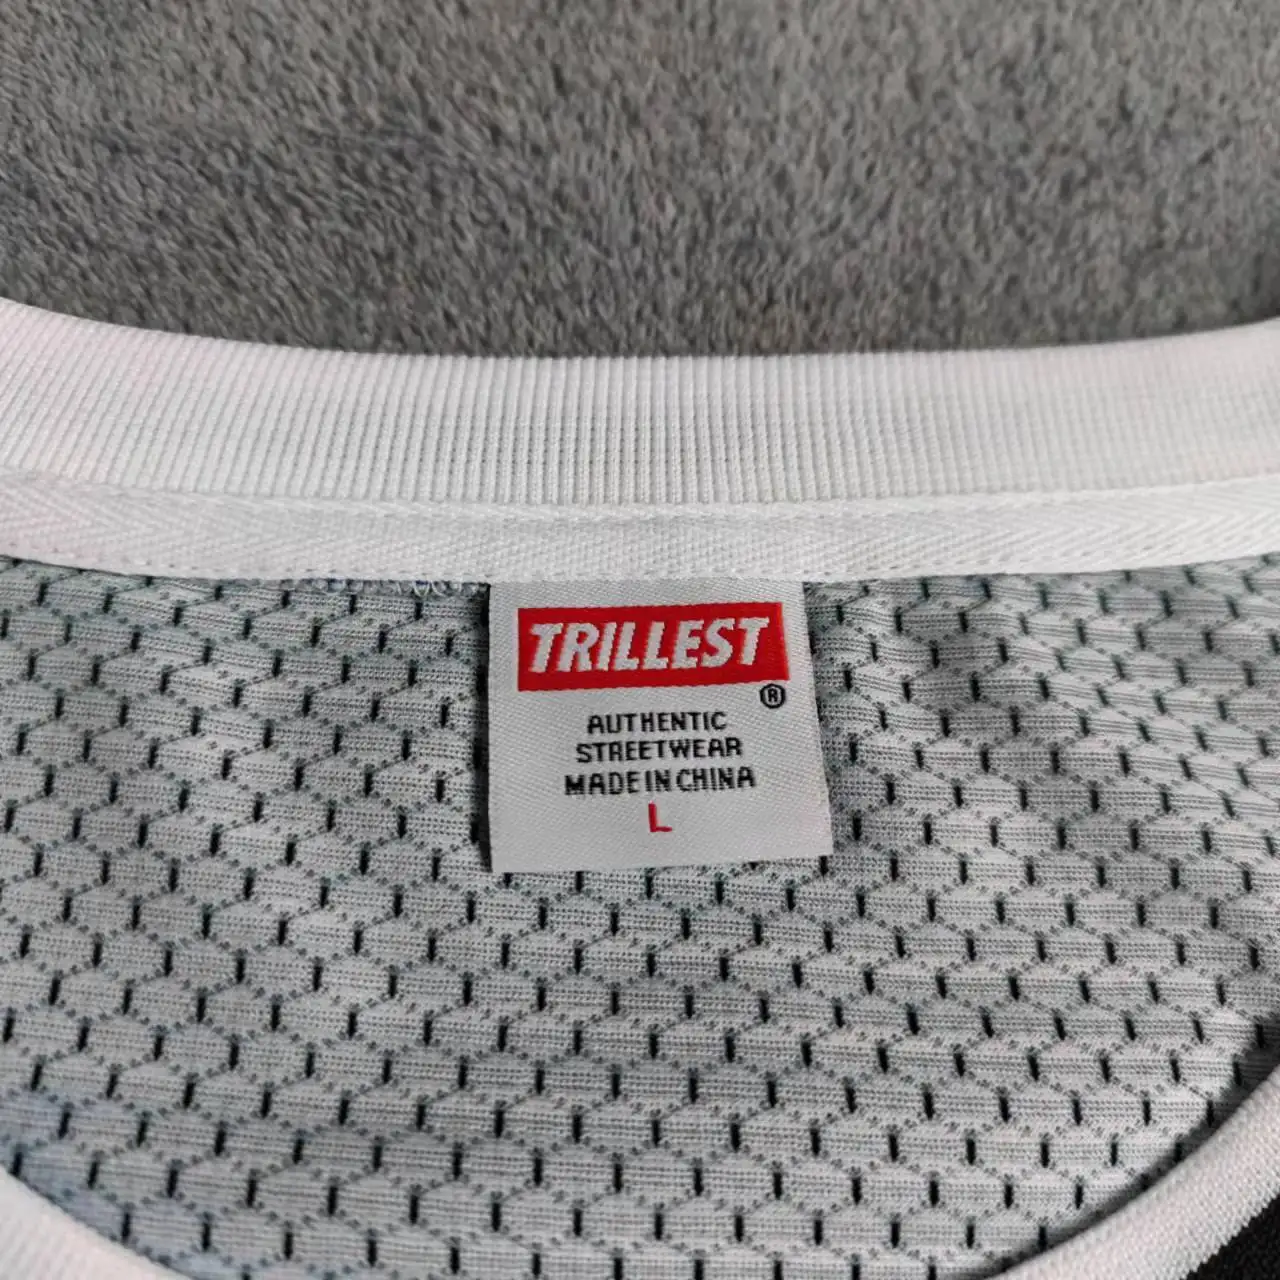 TRILLEST
®
AUTHENTIC
STREETWEAR
MADE IN CHINA
L